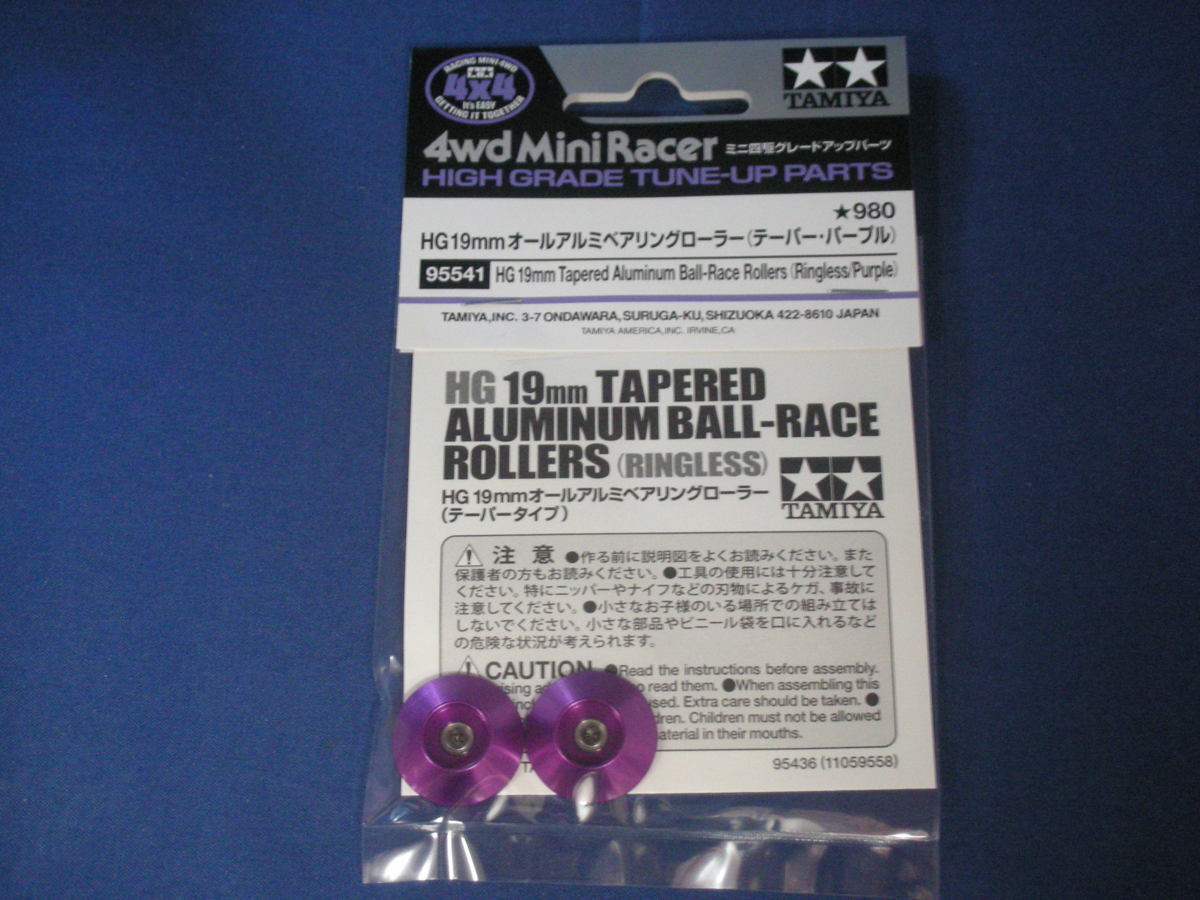 RACING MINI 4WD
4x4
It's EASY
GETTING IT TOGETHER
TAMIYA
4wd Mini Racer ミニ四駆グレードアップパーツ
HIGH GRADE TUNE-UP PARTS
★980
HG19mmオールアルミベアリングローラー(テーパー・パープル)
95541 HG 19mm Tapered Aluminum Ball-Race Rollers (Ringless/Purple)
TAMIYA,INC. 3-7 ONDAWARA, SURUGA-KU, SHIZUOKA 422-8610 JAPAN
TAMIYA AMERICA,INC. IRVINE,CA
HG 19mm TAPERED
ALUMINUM BALL-RACE
ROLLERS (RINGLESS)
HG 19mmオールアルミベアリングローラー
(テーパータイプ)
TAMIYA
注意 ●作る前に説明図をよくお読みください。また
保護者の方もお読みください。●工具の使用には十分注意して
ください。特にニッパーやナイフなどの刃物によるケガ、事故に
注意してください。●小さなお子様のいる場所での組み立ては
しないでください。小さな部品やビニール袋を口に入れるなど
の危険な状況が考えられます。
CAUTION ●Read the instructions before assembly.
read them. ●When assembling this
used. Extra care should be taken. ●
Children must not be allowed
in their mouths.
95436 (11059558)